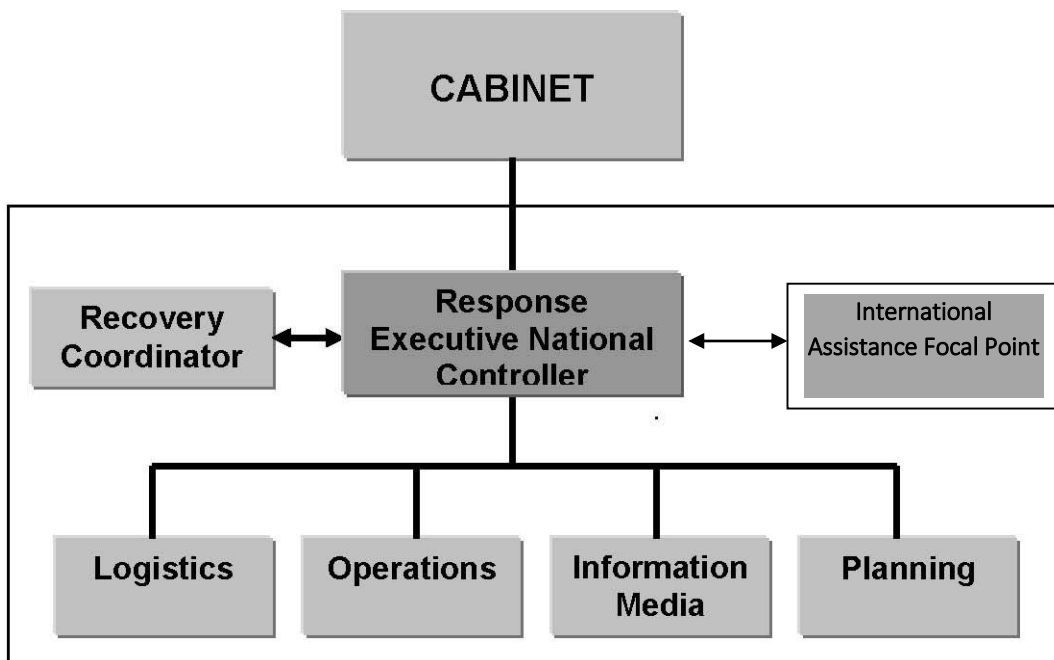 CABINET
Recovery
Coordinator
Response
Executive National
Controller
International
Assistance Focal Point
.
Logistics
Operations
Information
Media
Planning